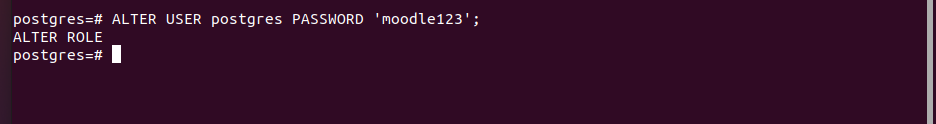 postgres=# ALTER USER postgres PASSWORD 'moodle123';
ALTER ROLE
postgres=#